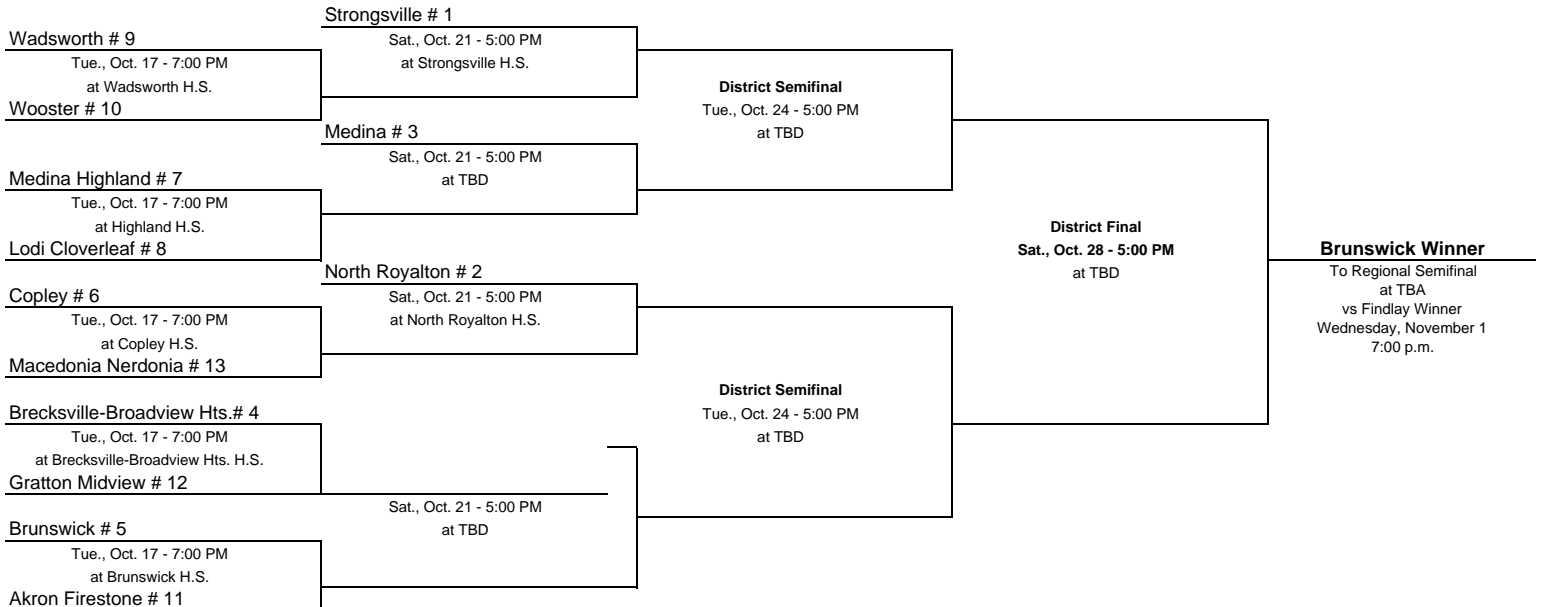 Strongsville # 1
Wadsworth # 9
Sat., Oct. 21 - 5:00 PM
Tue., Oct. 17 - 7:00 PM
at Strongsville H.S.
at Wadsworth H.S.
District Semifinal
Wooster # 10
Tue., Oct. 24 - 5:00 PM
Medina # 3
at TBD
Sat., Oct. 21 - 5:00 PM
Medina Highland # 7
at TBD
Tue., Oct. 17 - 7:00 PM
at Highland H.S.
District Final
Lodi Cloverleaf # 8
Sat., Oct. 28 - 5:00 PM
Brunswick Winner
North Royalton # 2
at TBD
To Regional Semifinal
Copley # 6
Sat., Oct. 21 - 5:00 PM
at TBA
Tue., Oct. 17 - 7:00 PM
at North Royalton H.S.
vs Findlay Winner
at Copley H.S.
Wednesday, November 1
Macedonia Nerdonia # 13
7:00 p.m.
District Semifinal
Brecksville-Broadview Hts.# 4
Tue., Oct. 24 - 5:00 PM
Tue., Oct. 17 - 7:00 PM
at TBD
at Brecksville-Broadview Hts. H.S.
Gratton Midview # 12
Sat., Oct. 21 - 5:00 PM
Brunswick # 5
at TBD
Tue., Oct. 17 - 7:00 PM
at Brunswick H.S.
Akron Firestone # 11